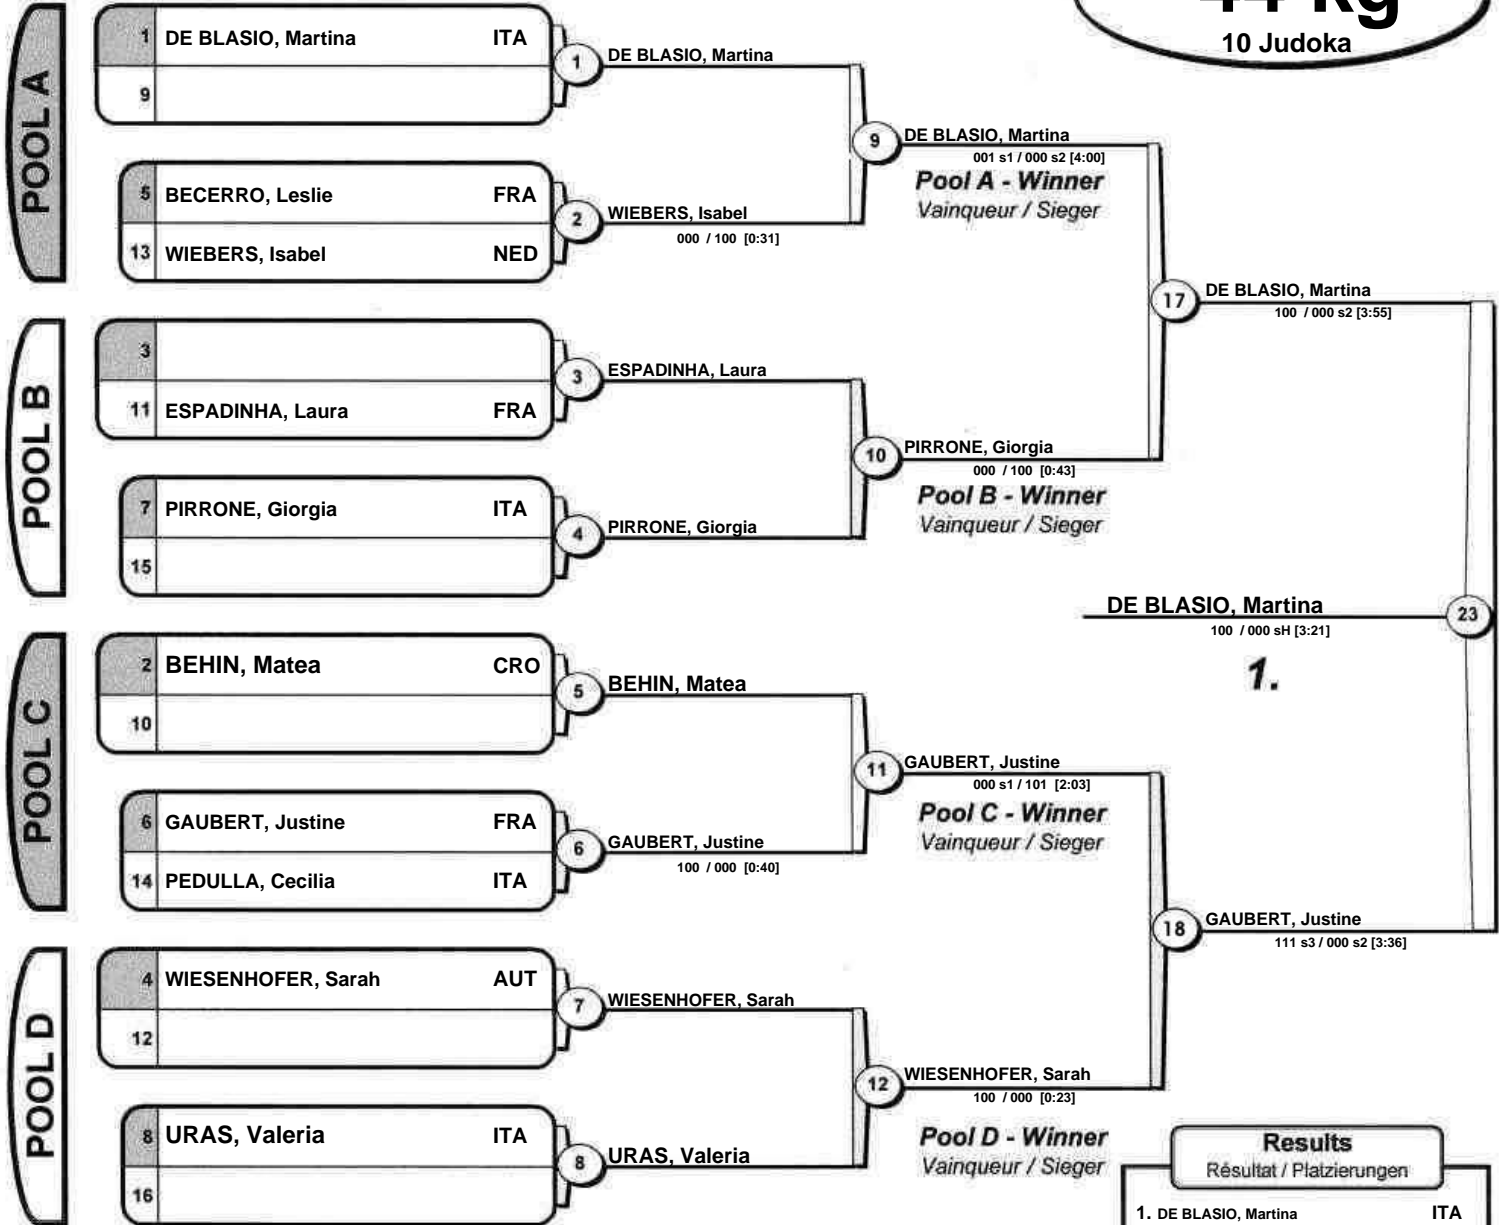 44 kg
10 Judoka
POOL A
1 DE BLASIO, Martina ITA
9
1 DE BLASIO, Martina
5 BECERRO, Leslie FRA
13 WIEBERS, Isabel NED
2 WIEBERS, Isabel
000 / 100 [0:31]
9 DE BLASIO, Martina
001 s1 / 000 s2 [4:00]
Pool A - Winner
Vainqueur / Sieger
POOL B
3
11 ESPADINHA, Laura FRA
3 ESPADINHA, Laura
7 PIRRONE, Giorgia ITA
15
4 PIRRONE, Giorgia
10 PIRRONE, Giorgia
000 / 100 [0:43]
Pool B - Winner
Vainqueur / Sieger
17 DE BLASIO, Martina
100 / 000 s2 [3:55]
DE BLASIO, Martina 23
100 / 000 sH [3:21]
1.
POOL C
2 BEHIN, Matea CRO
10
5 BEHIN, Matea
6 GAUBERT, Justine FRA
14 PEDULLA, Cecilia ITA
6 GAUBERT, Justine
100 / 000 [0:40]
11 GAUBERT, Justine
000 s1 / 101 [2:03]
Pool C - Winner
Vainqueur / Sieger
POOL D
4 WIESENHOFER, Sarah AUT
12
7 WIESENHOFER, Sarah
8 URAS, Valeria ITA
16
8 URAS, Valeria
12 WIESENHOFER, Sarah
100 / 000 [0:23]
Pool D - Winner
Vainqueur / Sieger
18 GAUBERT, Justine
111 s3 / 000 s2 [3:36]
Results
Résultat / Platzierungen
1. DE BLASIO, Martina ITA